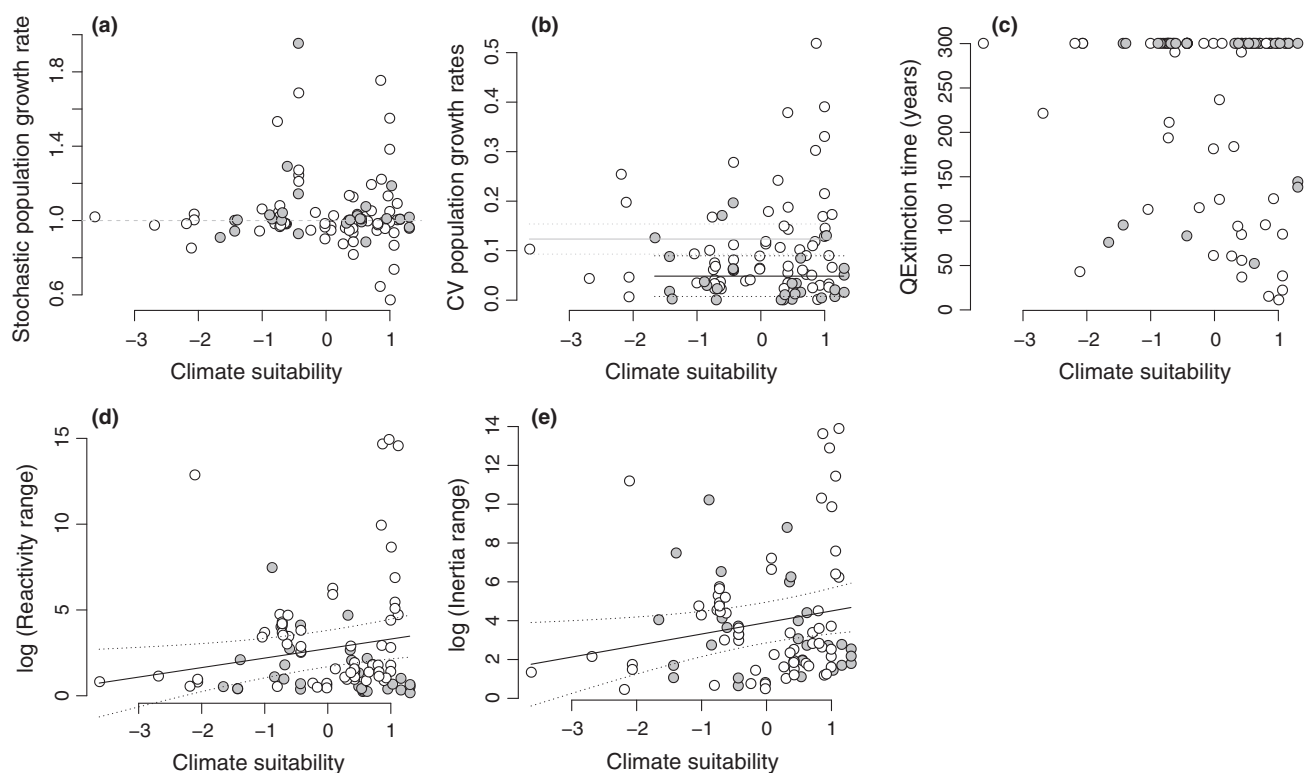 (a)
Stochastic population growth rate
0.6 1.0 1.4 1.8
−3 −2 −1 0 1
Climate suitability
(b)
CV population growth rates
0.0 0.1 0.2 0.3 0.4 0.5
−3 −2 −1 0 1
Climate suitability
(c)
QExtinction time (years)
0 50 100 150 200 250 300
−3 −2 −1 0 1
Climate suitability
(d)
log (Reactivity range)
0 5 10 15
−3 −2 −1 0 1
Climate suitability
(e)
log (Inertia range)
0 2 4 6 8 10 12 14
−3 −2 −1 0 1
Climate suitability